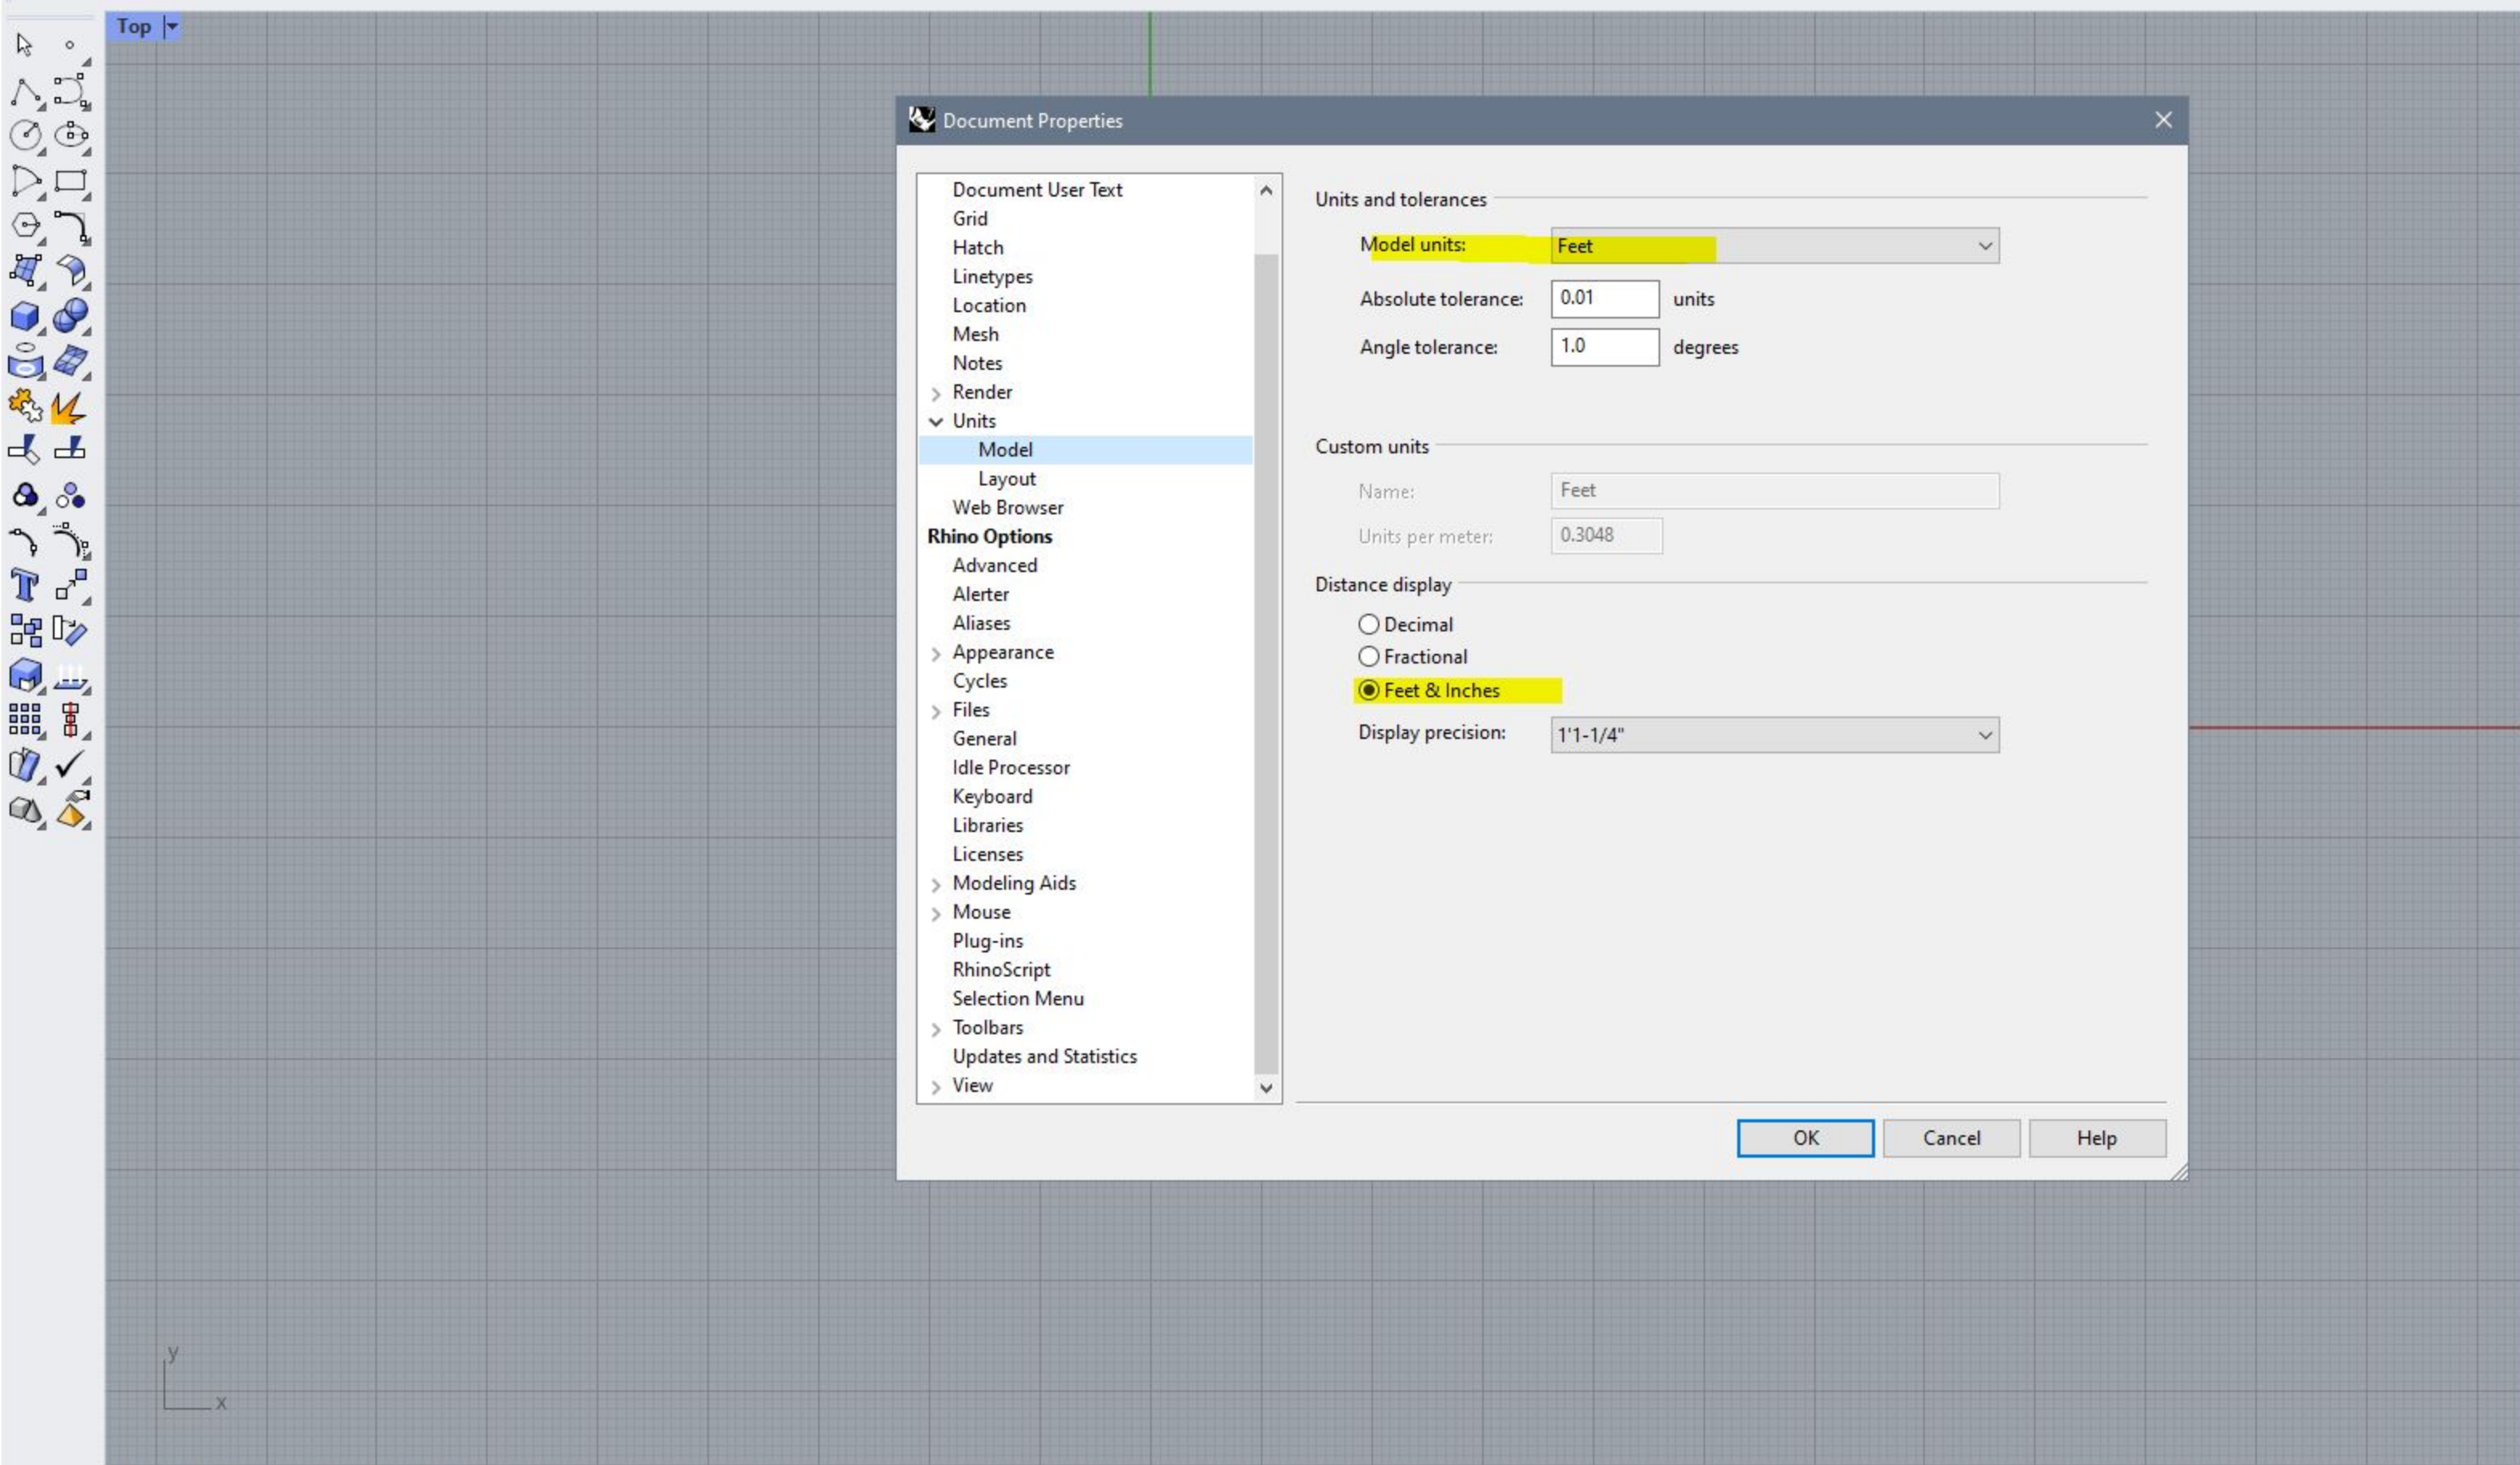 Top
Document Properties
Document User Text
Grid
Hatch
Linetypes
Location
Mesh
Notes
Render
Units
Model
Layout
Web Browser
Rhino Options
Advanced
Alerter
Aliases
Appearance
Cycles
Files
General
Idle Processor
Keyboard
Libraries
Licenses
Modeling Aids
Mouse
Plug-ins
RhinoScript
Selection Menu
Toolbars
Updates and Statistics
View
Units and tolerances
Model units: Feet
Absolute tolerance: 0.01 units
Angle tolerance: 1.0 degrees
Custom units
Name: Feet
Units per meter: 0.3048
Distance display
Decimal
Fractional
Feet & Inches
Display precision: 1'1-1/4"
OK Cancel Help
y
x